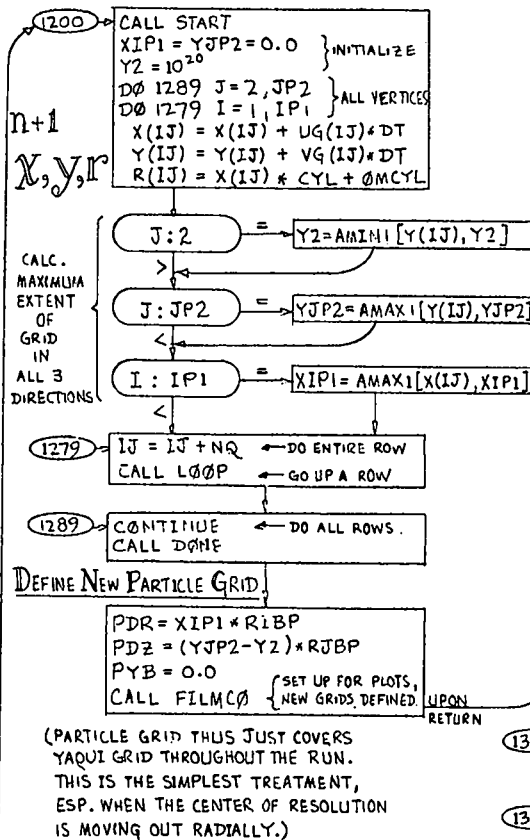 1200
CALL START
XIP1 = YJP2 = 0.0
Y2 = 10²⁰
} INITIALIZE
DØ 1289 J=2, JP2
DØ 1279 I=1, IP1
} ALL VERTICES
X(IJ) = X(IJ) + UG(IJ)*DT
Y(IJ) = Y(IJ) + VG(IJ)*DT
R(IJ) = X(IJ) * CYL + ØMCYL
n+1
x, y, r
J:2
=
Y2=AMIN1[Y(IJ),Y2]
>
CALC.
MAXIMUM
EXTENT
OF
GRID
IN
ALL 3
DIRECTIONS
J:JP2
=
YJP2=AMAX1[Y(IJ),YJP2]
<
I:IP1
=
XIP1=AMAX1[X(IJ),XIP1]
<
1279
IJ = IJ + NQ ← DO ENTIRE ROW
CALL LØØP ← GO UP A ROW
1289
CØNTINUE ← DO ALL ROWS.
CALL DØNE
DEFINE NEW PARTICLE GRID
PDR = XIP1 * RIBP
PDZ = (YJP2-Y2) * RJBP
PYB = 0.0
CALL FILMCØ { SET UP FOR PLOTS,
NEW GRIDS DEFINED.
UPON
RETURN
(PARTICLE GRID THUS JUST COVERS
YAQUI GRID THROUGHOUT THE RUN.
THIS IS THE SIMPLEST TREATMENT,
ESP. WHEN THE CENTER OF RESOLUTION
IS MOVING OUT RADIALLY.)
13
13